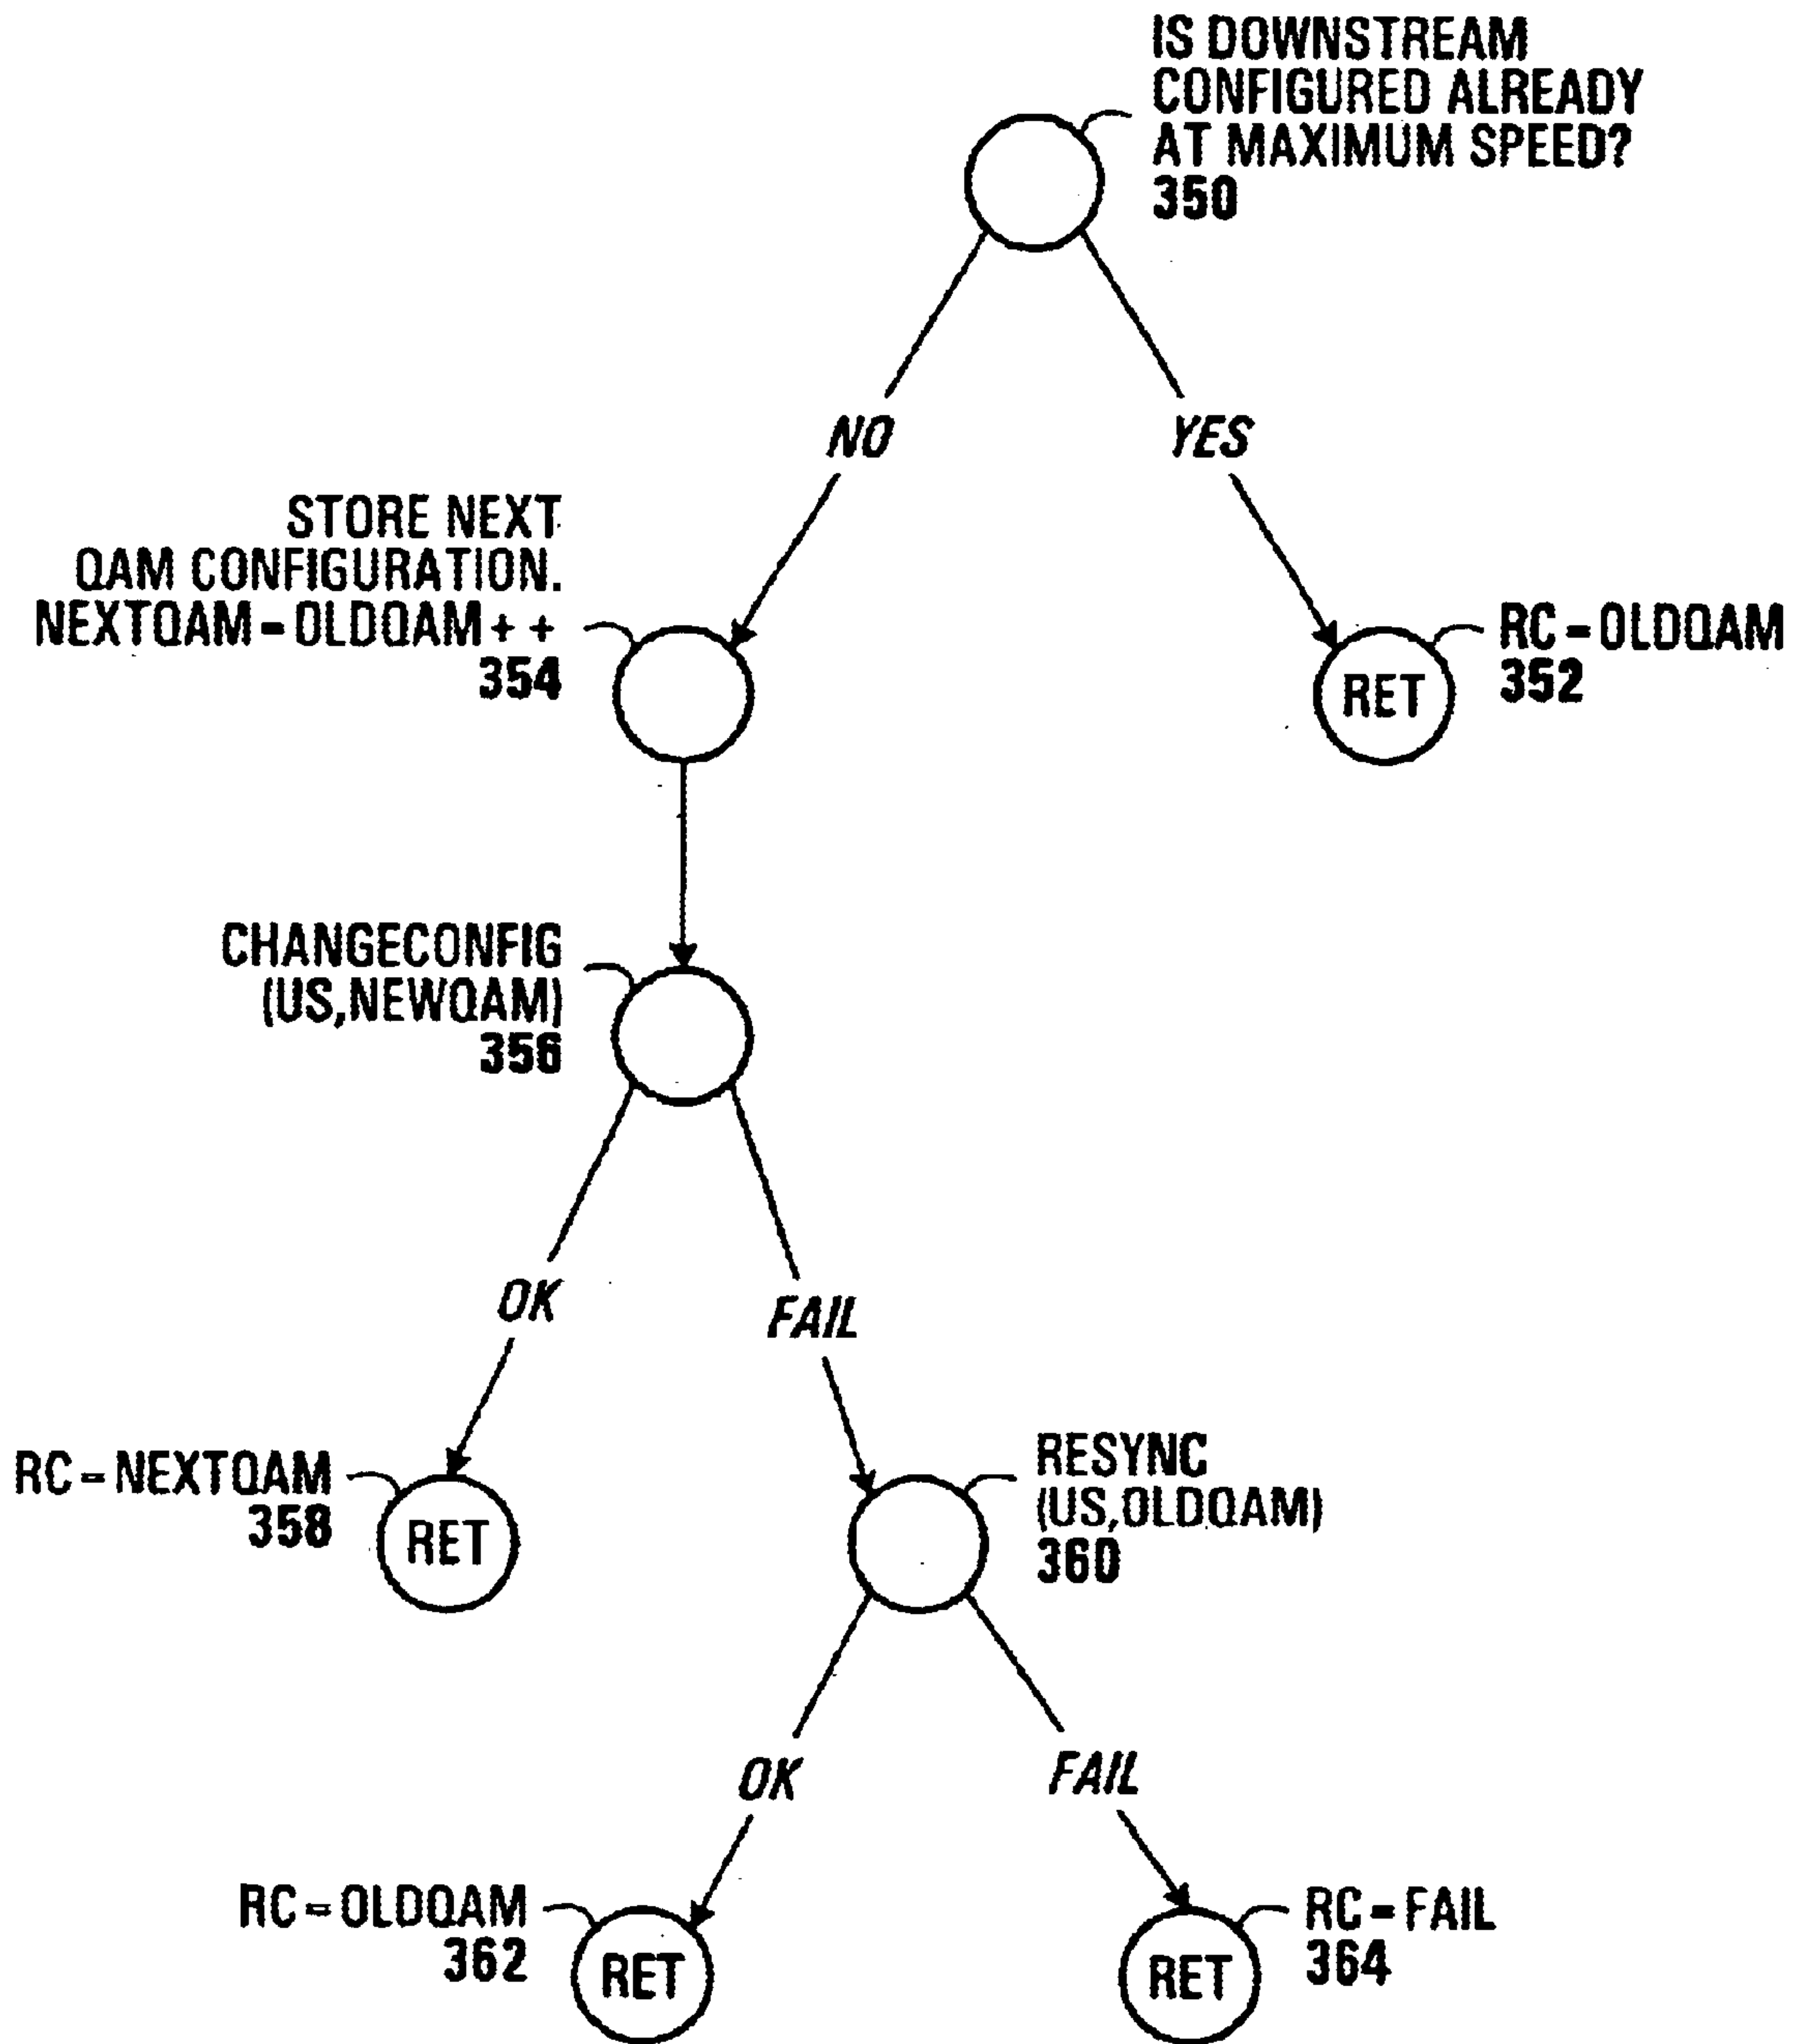 IS DOWNSTREAM
CONFIGURED ALREADY
AT MAXIMUM SPEED?
350
NO
YES
STORE NEXT
QAM CONFIGURATION.
NEXTQAM=OLDQAM++
354
RC=OLDQAM
352
RET
CHANGECONFIG
(US,NEWQAM)
356
OK
FAIL
RC=NEXTQAM
358
RET
RESYNC
(US,OLDQAM)
360
OK
FAIL
RC=OLDQAM
362
RET
RC=FAIL
364
RET